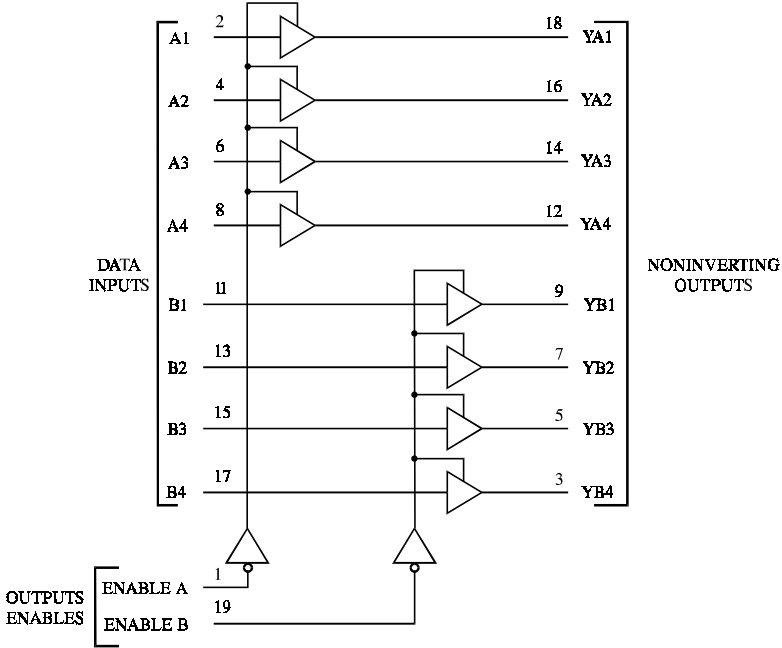 A1 2 18 YA1
A2 4 16 YA2
A3 6 14 YA3
A4 8 12 YA4
DATA
INPUTS
NONINVERTING
OUTPUTS
B1 11 9 YB1
B2 13 7 YB2
B3 15 5 YB3
B4 17 3 YB4
OUTPUTS
ENABLES
ENABLE A 1
ENABLE B 19